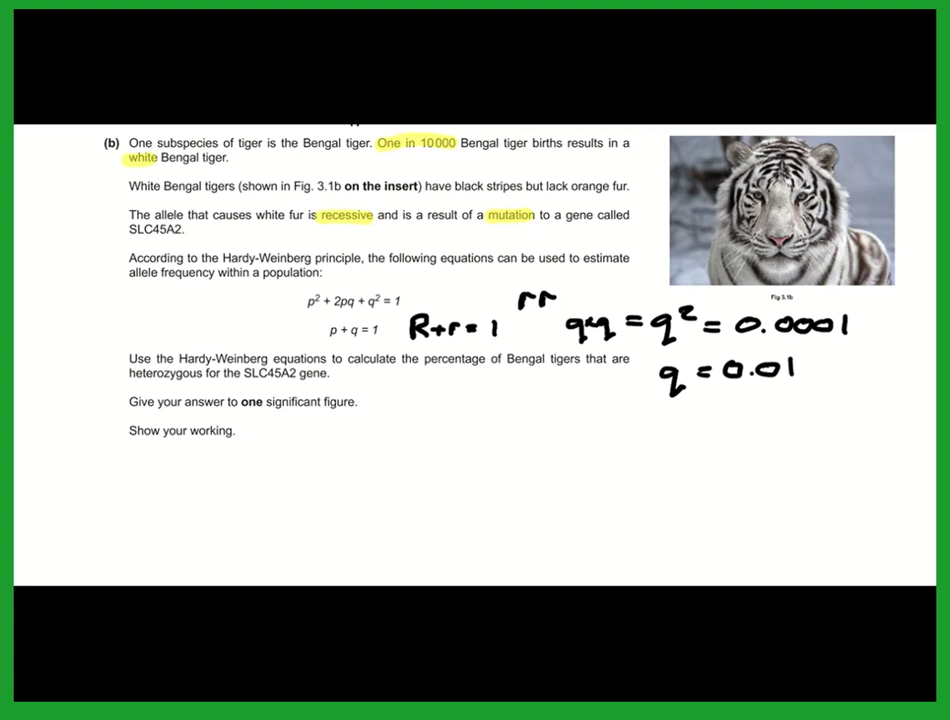 (b) One subspecies of tiger is the Bengal tiger. One in 10000 Bengal tiger births results in a
white Bengal tiger.
White Bengal tigers (shown in Fig. 3.1b on the insert) have black stripes but lack orange fur.
The allele that causes white fur is recessive and is a result of a mutation to a gene called
SLC45A2.
According to the Hardy-Weinberg principle, the following equations can be used to estimate
allele frequency within a population:
p² + 2pq + q² = 1
p + q = 1
R+r = 1
rr
qq = q² = 0.0001
q = 0.01
Fig 3.1b
Use the Hardy-Weinberg equations to calculate the percentage of Bengal tigers that are
heterozygous for the SLC45A2 gene.
Give your answer to one significant figure.
Show your working.